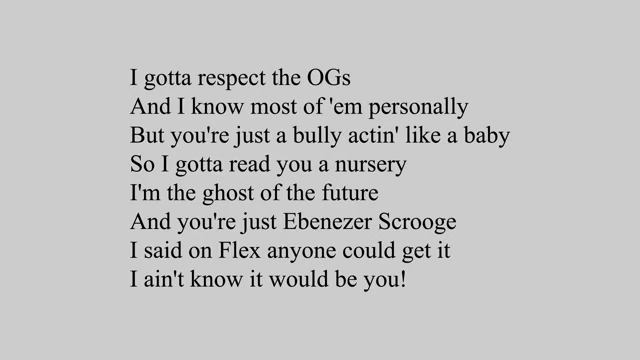 I gotta respect the OGs
And I know most of 'em personally
But you're just a bully actin' like a baby
So I gotta read you a nursery
I'm the ghost of the future
And you're just Ebenezer Scrooge
I said on Flex anyone could get it
I ain't know it would be you!